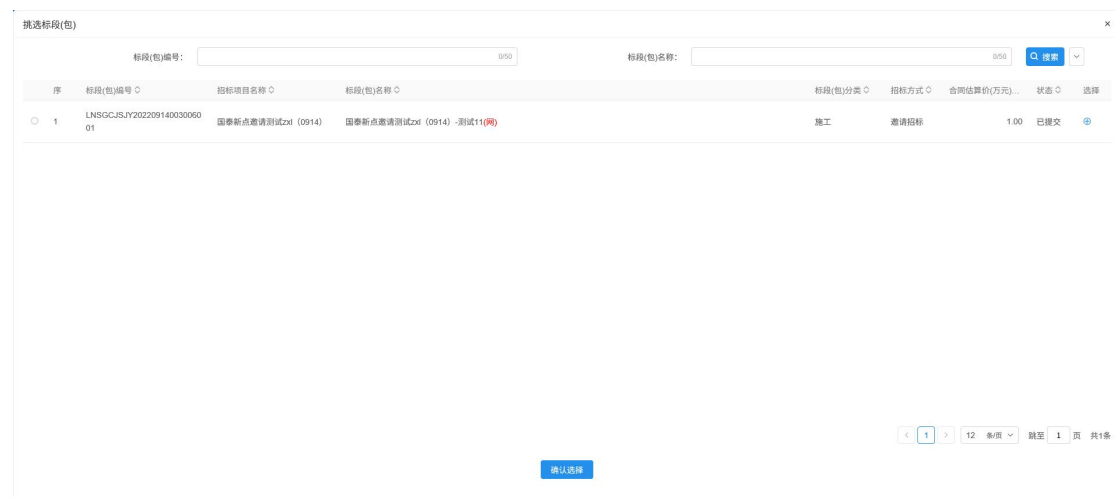 挑选标段(包) ×
标段(包)编号： 0/50 标段(包)名称： 0/50 搜索
序 标段(包)编号 招标项目名称 标段(包)名称 标段(包)分类 招标方式 合同估算价(万元)... 状态 选择
1 LNSGCJSJY202209140030060 国泰新点邀请测试zxl（0914） 国泰新点邀请测试zxl（0914）-测试11(网) 施工 邀请招标 1.00 已提交
01
< 1 > 12 条/页 跳至 1 页 共1条
确认选择